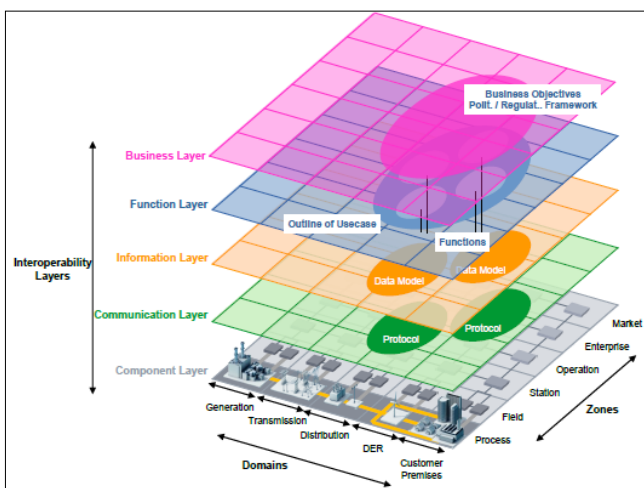 Business Objectives
Polit. / Regulat.. Framework
Business Layer
Function Layer
Outline of Usecase
Functions
Interoperability
Layers
Information Layer
Data Model
Data Model
Communication Layer
Protocol
Protocol
Component Layer
Market
Enterprise
Operation
Station
Field
Process
Zones
Generation
Transmission
Distribution
DER
Customer
Premises
Domains